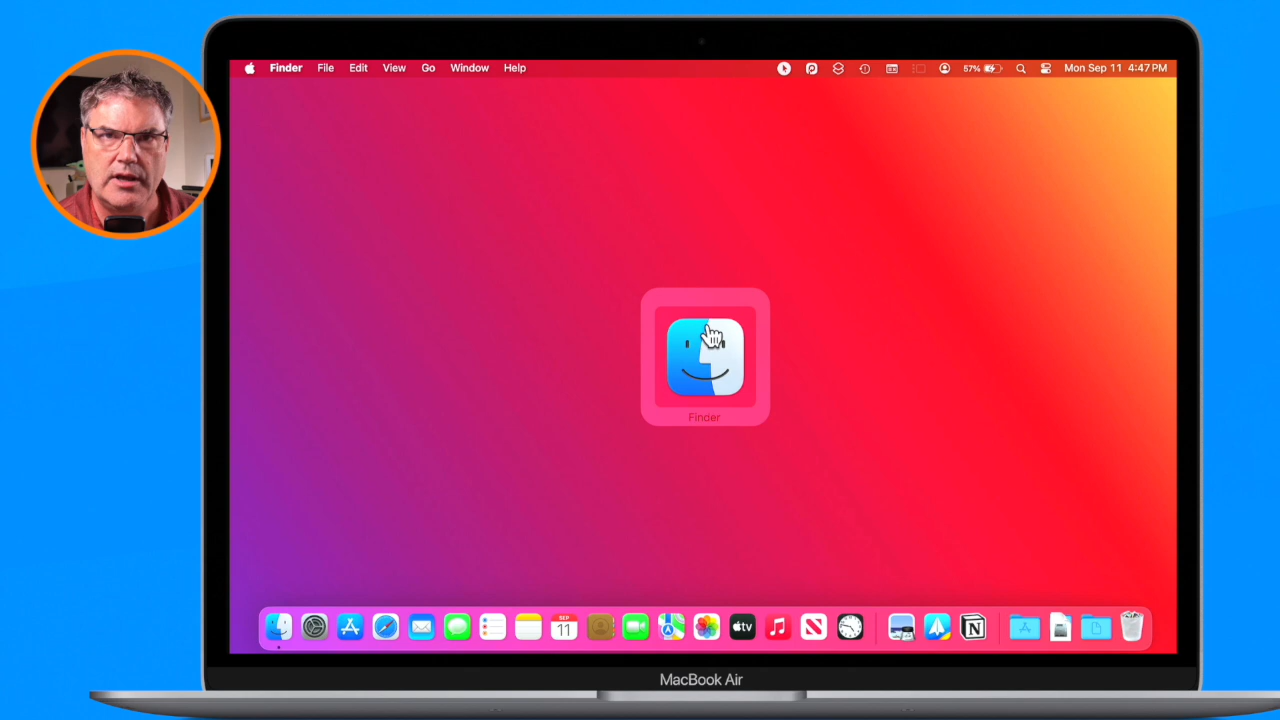 Finder File Edit View Go Window Help 57% Mon Sep 11 4:47 PM
Finder
SEP
11
tv
N
MacBook Air